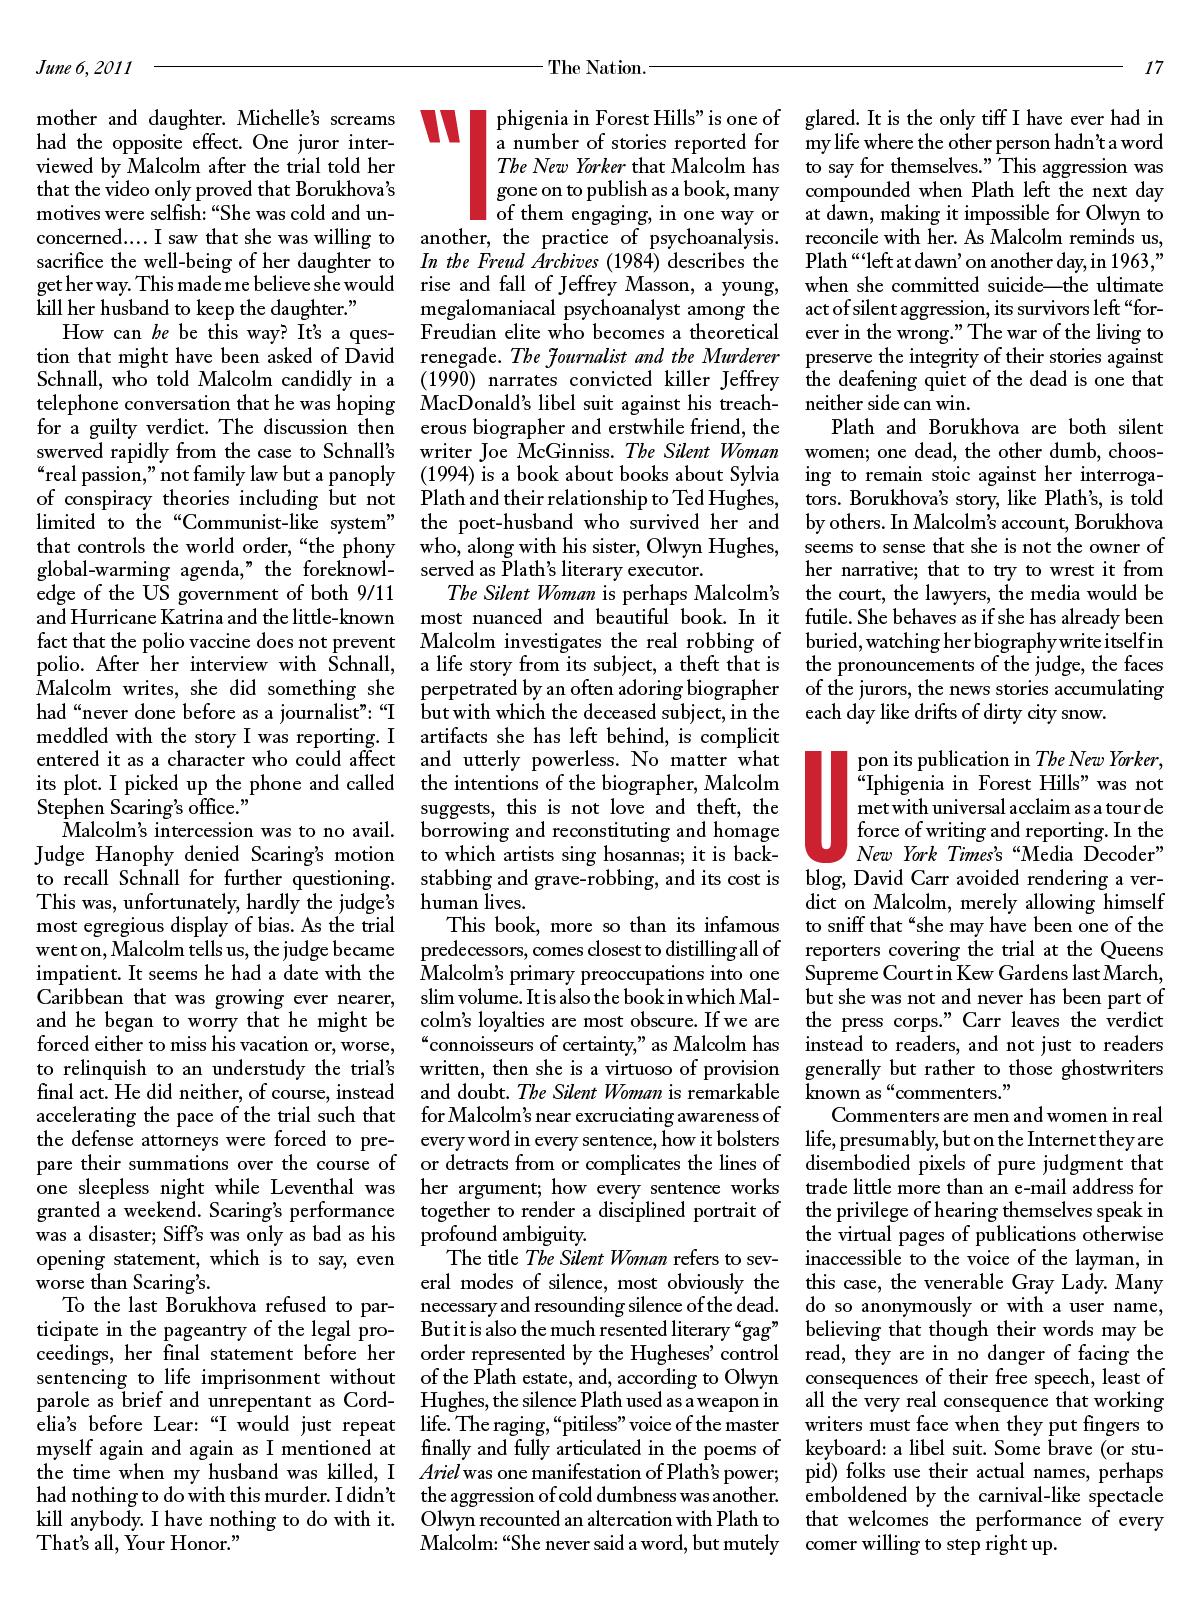 June 6, 2011
The Nation.
17
mother and daughter. Michelle’s screams
had the opposite effect. One juror inter-
viewed by Malcolm after the trial told her
that the video only proved that Borukhova’s
motives were selfish: “She was cold and un-
concerned.… I saw that she was willing to
sacrifice the well-being of her daughter to
get her way. This made me believe she would
kill her husband to keep the daughter.”
How can he be this way? It’s a ques-
tion that might have been asked of David
Schnall, who told Malcolm candidly in a
telephone conversation that he was hoping
for a guilty verdict. The discussion then
swerved rapidly from the case to Schnall’s
“real passion,” not family law but a panoply
of conspiracy theories including but not
limited to the “Communist-like system”
that controls the world order, “the phony
global-warming agenda,” the foreknowl-
edge of the US government of both 9/11
and Hurricane Katrina and the little-known
fact that the polio vaccine does not prevent
polio. After her interview with Schnall,
Malcolm writes, she did something she
had “never done before as a journalist”: “I
meddled with the story I was reporting. I
entered it as a character who could affect
its plot. I picked up the phone and called
Stephen Scaring’s office.”
Malcolm’s intercession was to no avail.
Judge Hanophy denied Scaring’s motion
to recall Schnall for further questioning.
This was, unfortunately, hardly the judge’s
most egregious display of bias. As the trial
went on, Malcolm tells us, the judge became
impatient. It seems he had a date with the
Caribbean that was growing ever nearer,
and he began to worry that he might be
forced either to miss his vacation or, worse,
to relinquish to an understudy the trial’s
final act. He did neither, of course, instead
accelerating the pace of the trial such that
the defense attorneys were forced to pre-
pare their summations over the course of
one sleepless night while Leventhal was
granted a weekend. Scaring’s performance
was a disaster; Siff’s was only as bad as his
opening statement, which is to say, even
worse than Scaring’s.
To the last Borukhova refused to par-
ticipate in the pageantry of the legal pro-
ceedings, her final statement before her
sentencing to life imprisonment without
parole as brief and unrepentant as Cord-
elia’s before Lear: “I would just repeat
myself again and again as I mentioned at
the time when my husband was killed, I
had nothing to do with this murder. I didn’t
kill anybody. I have nothing to do with it.
That’s all, Your Honor.”
“Iphigenia in Forest Hills” is one of
a number of stories reported for
The New Yorker that Malcolm has
gone on to publish as a book, many
of them engaging, in one way or
another, the practice of psychoanalysis.
In the Freud Archives (1984) describes the
rise and fall of Jeffrey Masson, a young,
megalomaniacal psychoanalyst among the
Freudian elite who becomes a theoretical
renegade. The Journalist and the Murderer
(1990) narrates convicted killer Jeffrey
MacDonald’s libel suit against his treach-
erous biographer and erstwhile friend, the
writer Joe McGinniss. The Silent Woman
(1994) is a book about books about Sylvia
Plath and their relationship to Ted Hughes,
the poet-husband who survived her and
who, along with his sister, Olwyn Hughes,
served as Plath’s literary executor.
The Silent Woman is perhaps Malcolm’s
most nuanced and beautiful book. In it
Malcolm investigates the real robbing of
a life story from its subject, a theft that is
perpetrated by an often adoring biographer
but with which the deceased subject, in the
artifacts she has left behind, is complicit
and utterly powerless. No matter what
the intentions of the biographer, Malcolm
suggests, this is not love and theft, the
borrowing and reconstituting and homage
to which artists sing hosannas; it is back-
stabbing and grave-robbing, and its cost is
human lives.
This book, more so than its infamous
predecessors, comes closest to distilling all of
Malcolm’s primary preoccupations into one
slim volume. It is also the book in which Mal-
colm’s loyalties are most obscure. If we are
“connoisseurs of certainty,” as Malcolm has
written, then she is a virtuoso of provision
and doubt. The Silent Woman is remarkable
for Malcolm’s near excruciating awareness of
every word in every sentence, how it bolsters
or detracts from or complicates the lines of
her argument; how every sentence works
together to render a disciplined portrait of
profound ambiguity.
The title The Silent Woman refers to sev-
eral modes of silence, most obviously the
necessary and resounding silence of the dead.
But it is also the much resented literary “gag”
order represented by the Hugheses’ control
of the Plath estate, and, according to Olwyn
Hughes, the silence Plath used as a weapon in
life. The raging, “pitiless” voice of the master
finally and fully articulated in the poems of
Ariel was one manifestation of Plath’s power;
the aggression of cold dumbness was another.
Olwyn recounted an altercation with Plath to
Malcolm: “She never said a word, but mutely
glared. It is the only tiff I have ever had in
my life where the other person hadn’t a word
to say for themselves.” This aggression was
compounded when Plath left the next day
at dawn, making it impossible for Olwyn to
reconcile with her. As Malcolm reminds us,
Plath “‘left at dawn’ on another day, in 1963,”
when she committed suicide—the ultimate
act of silent aggression, its survivors left “for-
ever in the wrong.” The war of the living to
preserve the integrity of their stories against
the deafening quiet of the dead is one that
neither side can win.
Plath and Borukhova are both silent
women; one dead, the other dumb, choos-
ing to remain stoic against her interroga-
tors. Borukhova’s story, like Plath’s, is told
by others. In Malcolm’s account, Borukhova
seems to sense that she is not the owner of
her narrative; that to try to wrest it from
the court, the lawyers, the media would be
futile. She behaves as if she has already been
buried, watching her biography write itself in
the pronouncements of the judge, the faces
of the jurors, the news stories accumulating
each day like drifts of dirty city snow.
Upon its publication in The New Yorker,
“Iphigenia in Forest Hills” was not
met with universal acclaim as a tour de
force of writing and reporting. In the
New York Times’s “Media Decoder”
blog, David Carr avoided rendering a ver-
dict on Malcolm, merely allowing himself
to sniff that “she may have been one of the
reporters covering the trial at the Queens
Supreme Court in Kew Gardens last March,
but she was not and never has been part of
the press corps.” Carr leaves the verdict
instead to readers, and not just to readers
generally but rather to those ghostwriters
known as “commenters.”
Commenters are men and women in real
life, presumably, but on the Internet they are
disembodied pixels of pure judgment that
trade little more than an e-mail address for
the privilege of hearing themselves speak in
the virtual pages of publications otherwise
inaccessible to the voice of the layman, in
this case, the venerable Gray Lady. Many
do so anonymously or with a user name,
believing that though their words may be
read, they are in no danger of facing the
consequences of their free speech, least of
all the very real consequence that working
writers must face when they put fingers to
keyboard: a libel suit. Some brave (or stu-
pid) folks use their actual names, perhaps
emboldened by the carnival-like spectacle
that welcomes the performance of every
comer willing to step right up.